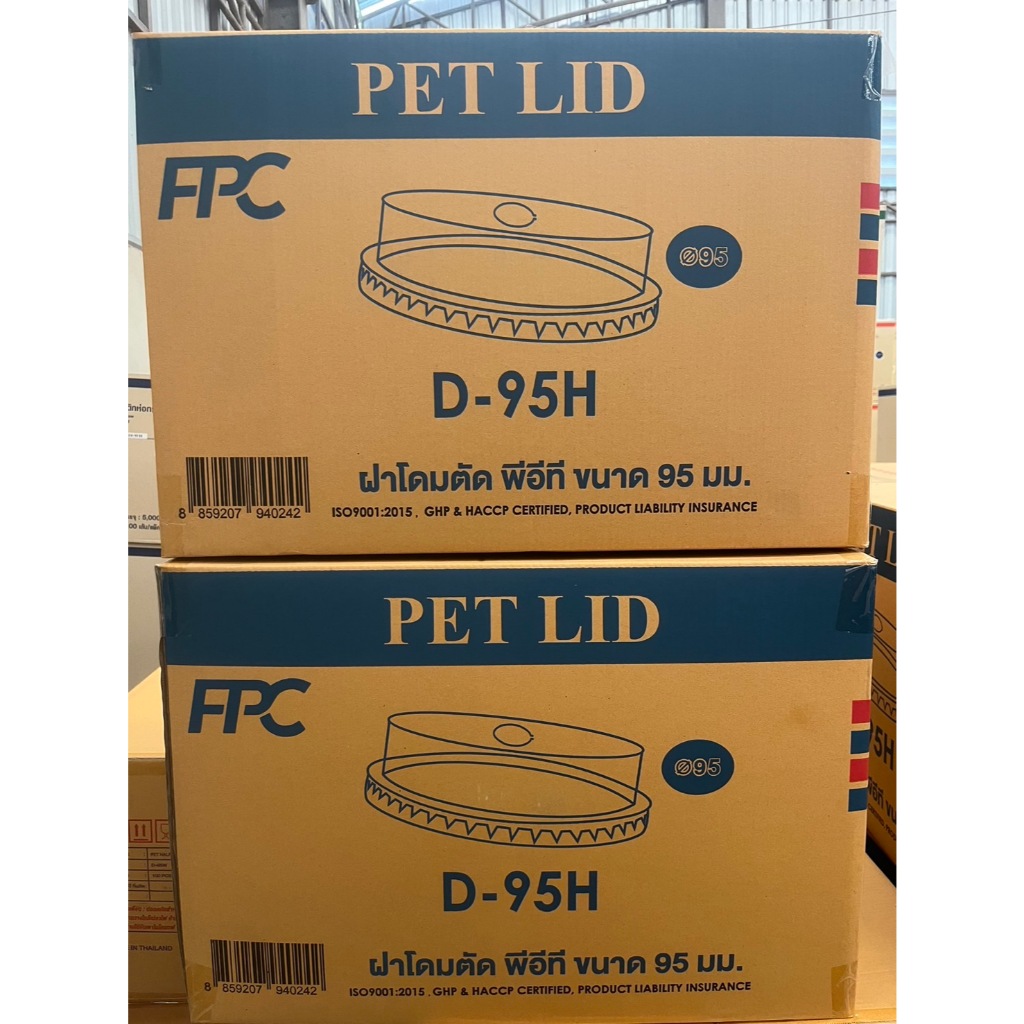 PET LID
FPC
Ø95
D-95H
ฝาโดมตัด พีอีที ขนาด 95 มม.
8 859207 940242
ISO9001:2015 , GHP & HACCP CERTIFIED, PRODUCT LIABILITY INSURANCE
PET LID
FPC
Ø95
D-95H
ฝาโดมตัด พีอีที ขนาด 95 มม.
8 859207 940242
ISO9001:2015 , GHP & HACCP CERTIFIED, PRODUCT LIABILITY INSURANCE
5H
IN THAILAND